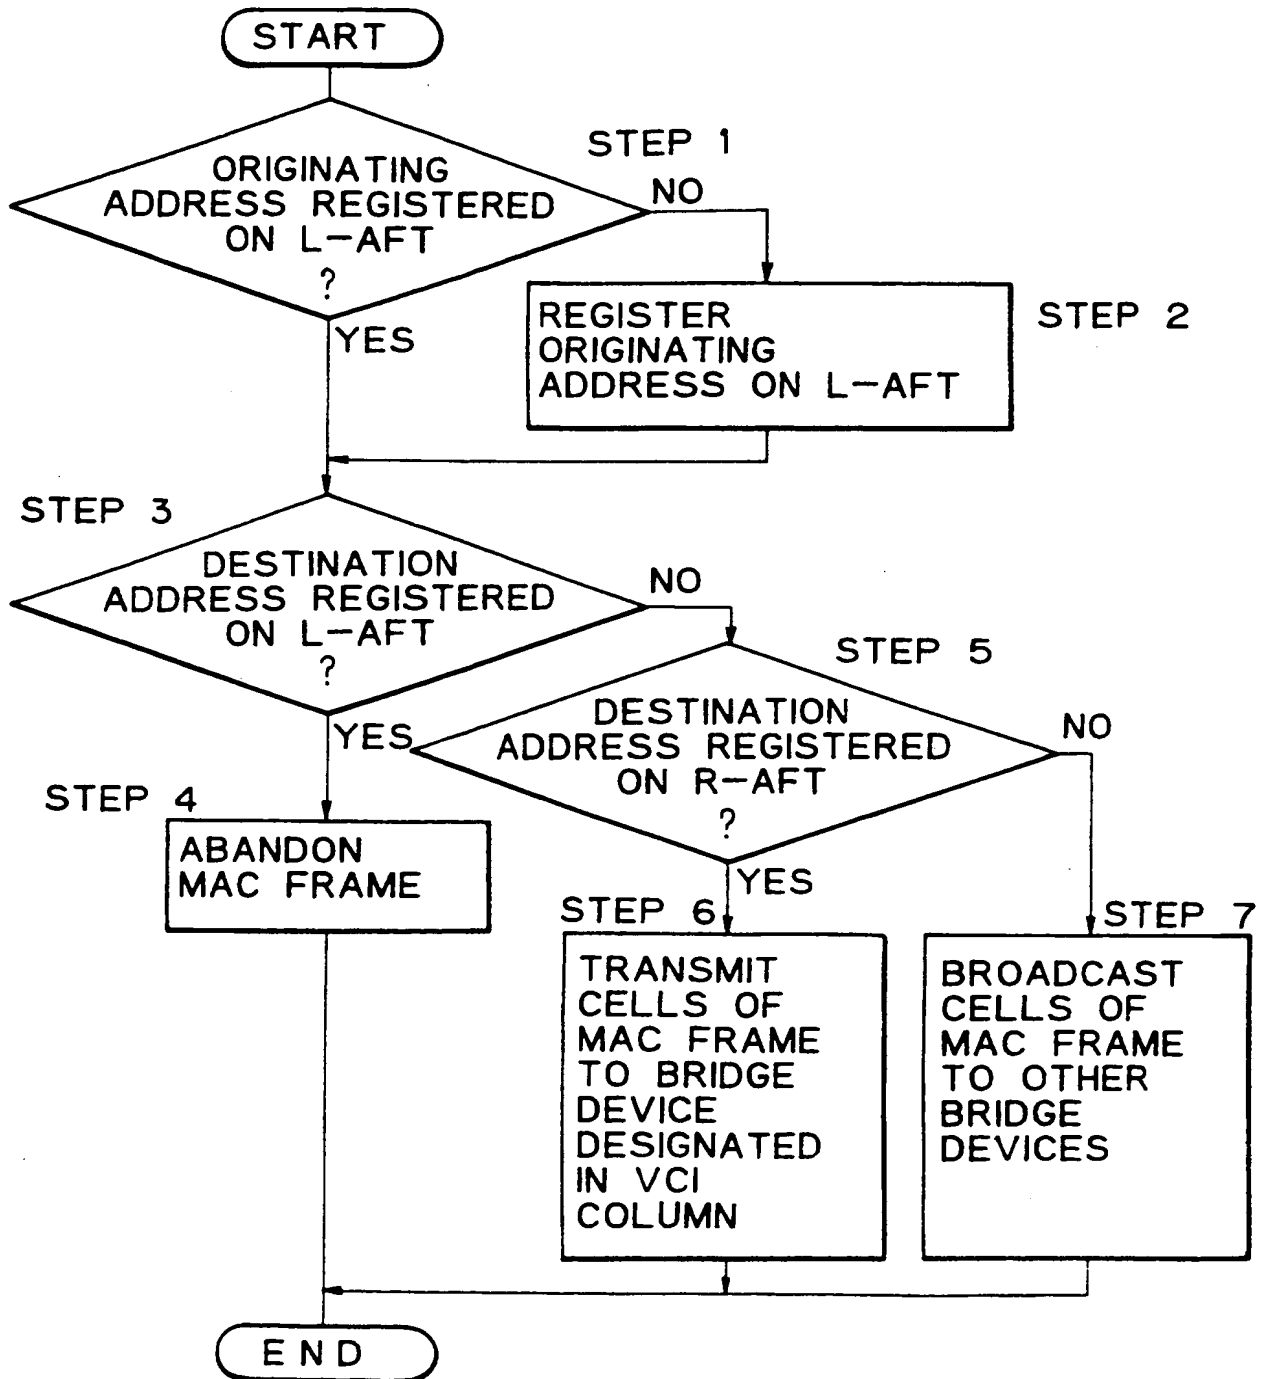 START
STEP 1
ORIGINATING
ADDRESS REGISTERED
ON L-AFT
?
NO
YES
STEP 2
REGISTER
ORIGINATING
ADDRESS ON L-AFT
STEP 3
DESTINATION
ADDRESS REGISTERED
ON L-AFT
?
NO
YES
STEP 5
DESTINATION
ADDRESS REGISTERED
ON R-AFT
?
NO
YES
STEP 4
ABANDON
MAC FRAME
STEP 6
TRANSMIT
CELLS OF
MAC FRAME
TO BRIDGE
DEVICE
DESIGNATED
IN VCI
COLUMN
STEP 7
BROADCAST
CELLS OF
MAC FRAME
TO OTHER
BRIDGE
DEVICES
END